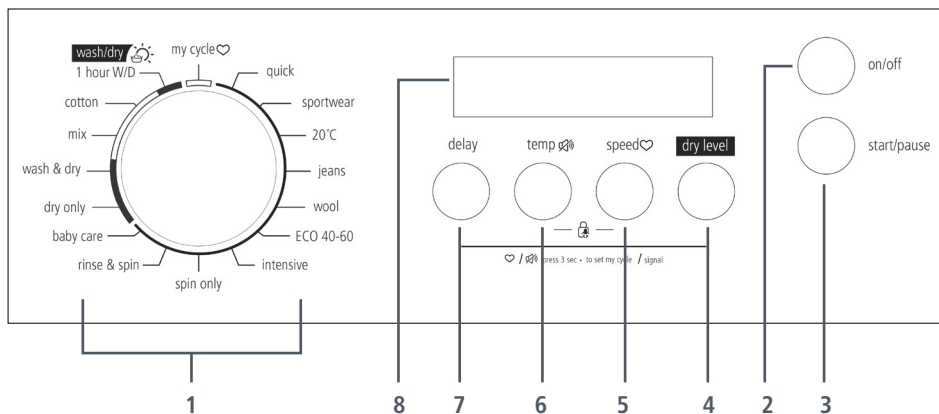 wash/dry
my cycle
1 hour W/D
quick
cotton
sportwear
mix
20°C
wash & dry
jeans
dry only
wool
baby care
ECO 40-60
rinse & spin
intensive
spin only
delay
temp
speed
dry level
/ press 3 sec • to set my cycle / signal
on/off
start/pause
1
8
7
6
5
4
2
3